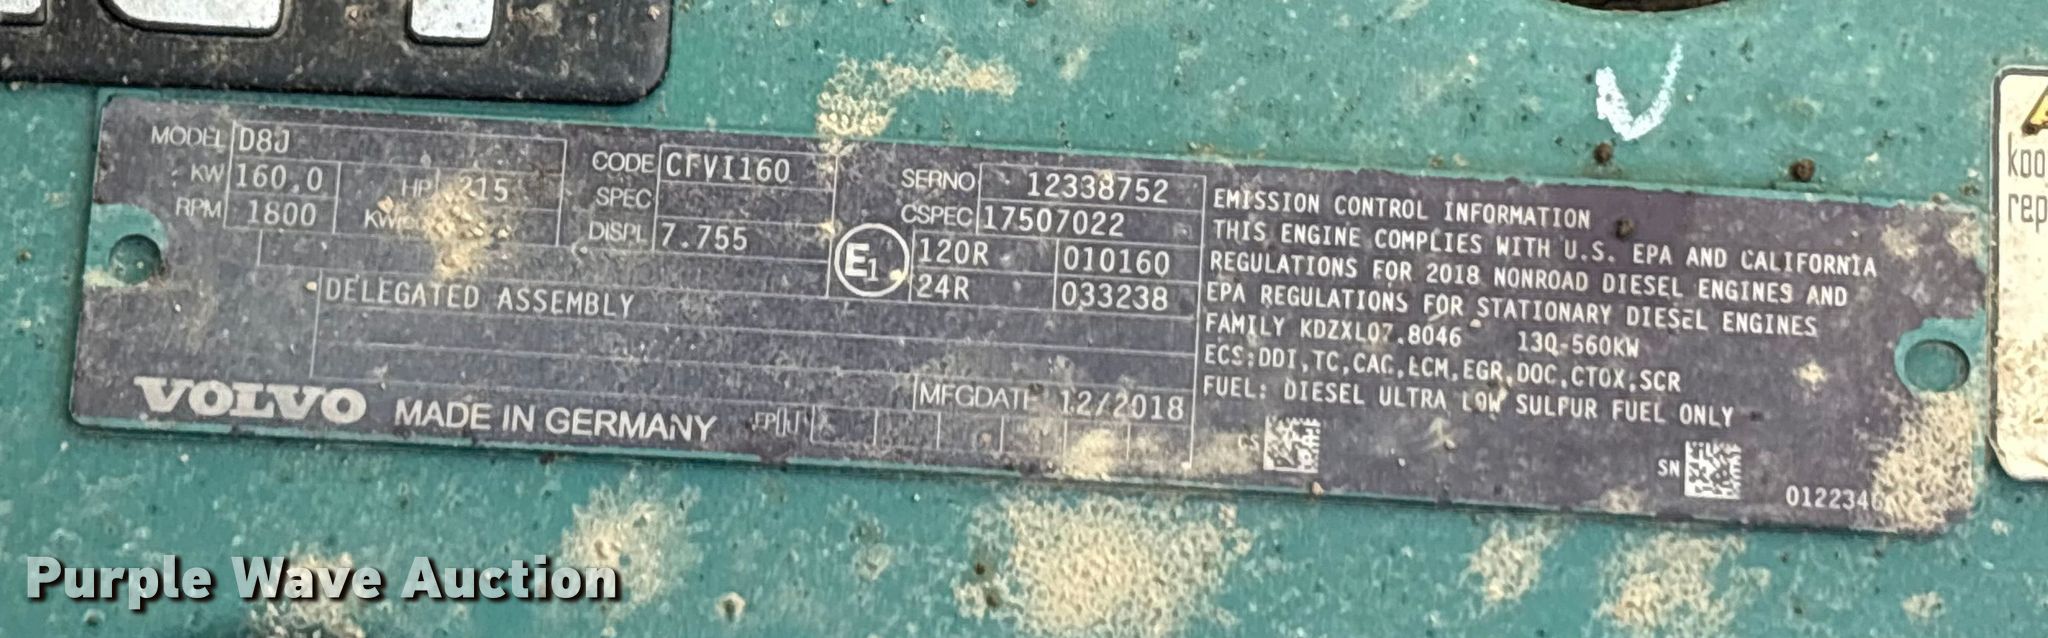 MODEL D8J
KW 160.0 HP 215
RPM 1800
CODE CFVI160
SPEC
DISPL 7.755
SERNO 12338752
CSPEC 17507022
E1 120R 010160
24R 033238
DELEGATED ASSEMBLY
VOLVO MADE IN GERMANY
MFGDATE 12/2018
EMISSION CONTROL INFORMATION
THIS ENGINE COMPLIES WITH U.S. EPA AND CALIFORNIA
REGULATIONS FOR 2018 NONROAD DIESEL ENGINES AND
EPA REGULATIONS FOR STATIONARY DIESEL ENGINES
FAMILY KDZXL07.8046 130-560KW
ECS:DDI,TC,CAC,ECM,EGR,DOC,CTOX,SCR
FUEL: DIESEL ULTRA LOW SULFUR FUEL ONLY
CS
SN
koo
rep
Purple Wave Auction